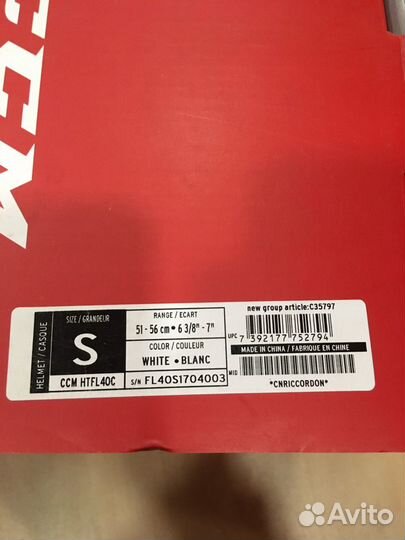 CCM
HELMET / CASQUE
SIZE / GRANDEUR
S
CCM HTFL40C
RANGE / ECART
51 - 56 cm • 6 3/8" - 7"
COLOR / COULEUR
WHITE • BLANC
S/N FL40S1704003
new group article:C35797
UPC
7 392177 752794
MADE IN CHINA / FABRIQUE EN CHINE
MID
*CNRICCORDON*
Avito